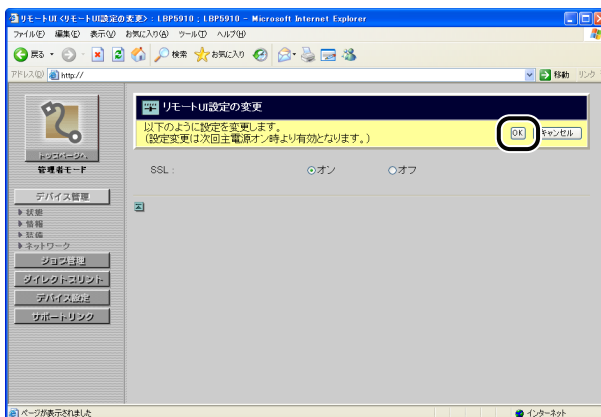 リモートUI <リモートUI設定の変更> : LBP5910 ; LBP5910 - Microsoft Internet Explorer
ファイル(F) 編集(E) 表示(V) お気に入り(A) ツール(T) ヘルプ(H)
戻る 検索 お気に入り
アドレス(D) http:// 移動 リンク
リモートUI設定の変更
以下のように設定を変更します。
(設定変更は次回主電源オン時より有効となります。)
OK キャンセル
トップページへ
管理者モード
SSL : オン オフ
デバイス管理
状態
情報
装備
ネットワーク
ジョブ管理
ダイレクトプリント
デバイス設定
サポートリンク
ページが表示されました インターネット